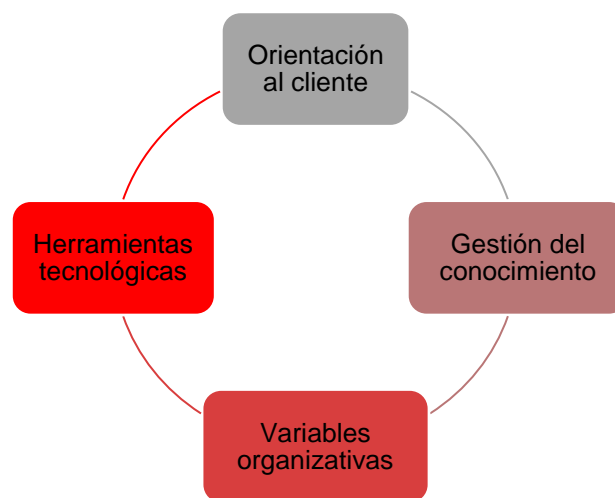 Orientación
al cliente
Herramientas
tecnológicas
Gestión del
conocimiento
Variables
organizativas